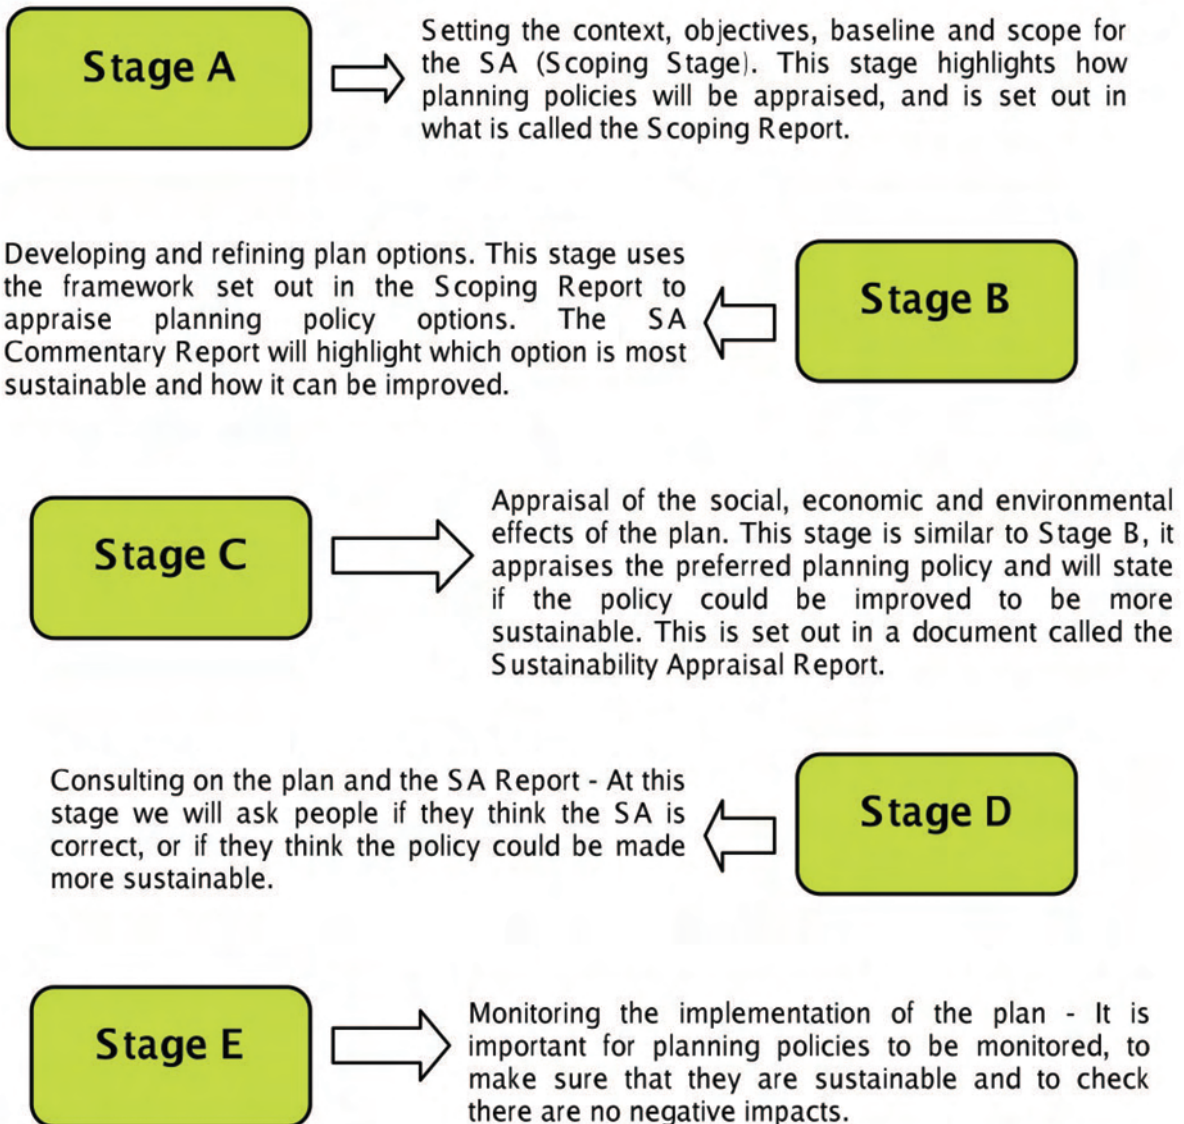 Stage A
Setting the context, objectives, baseline and scope for
the SA (Scoping Stage). This stage highlights how
planning policies will be appraised, and is set out in
what is called the Scoping Report.
Developing and refining plan options. This stage uses
the framework set out in the Scoping Report to
appraise planning policy options. The SA
Commentary Report will highlight which option is most
sustainable and how it can be improved.
Stage B
Stage C
Appraisal of the social, economic and environmental
effects of the plan. This stage is similar to Stage B, it
appraises the preferred planning policy and will state
if the policy could be improved to be more
sustainable. This is set out in a document called the
Sustainability Appraisal Report.
Consulting on the plan and the SA Report - At this
stage we will ask people if they think the SA is
correct, or if they think the policy could be made
more sustainable.
Stage D
Stage E
Monitoring the implementation of the plan - It is
important for planning policies to be monitored, to
make sure that they are sustainable and to check
there are no negative impacts.